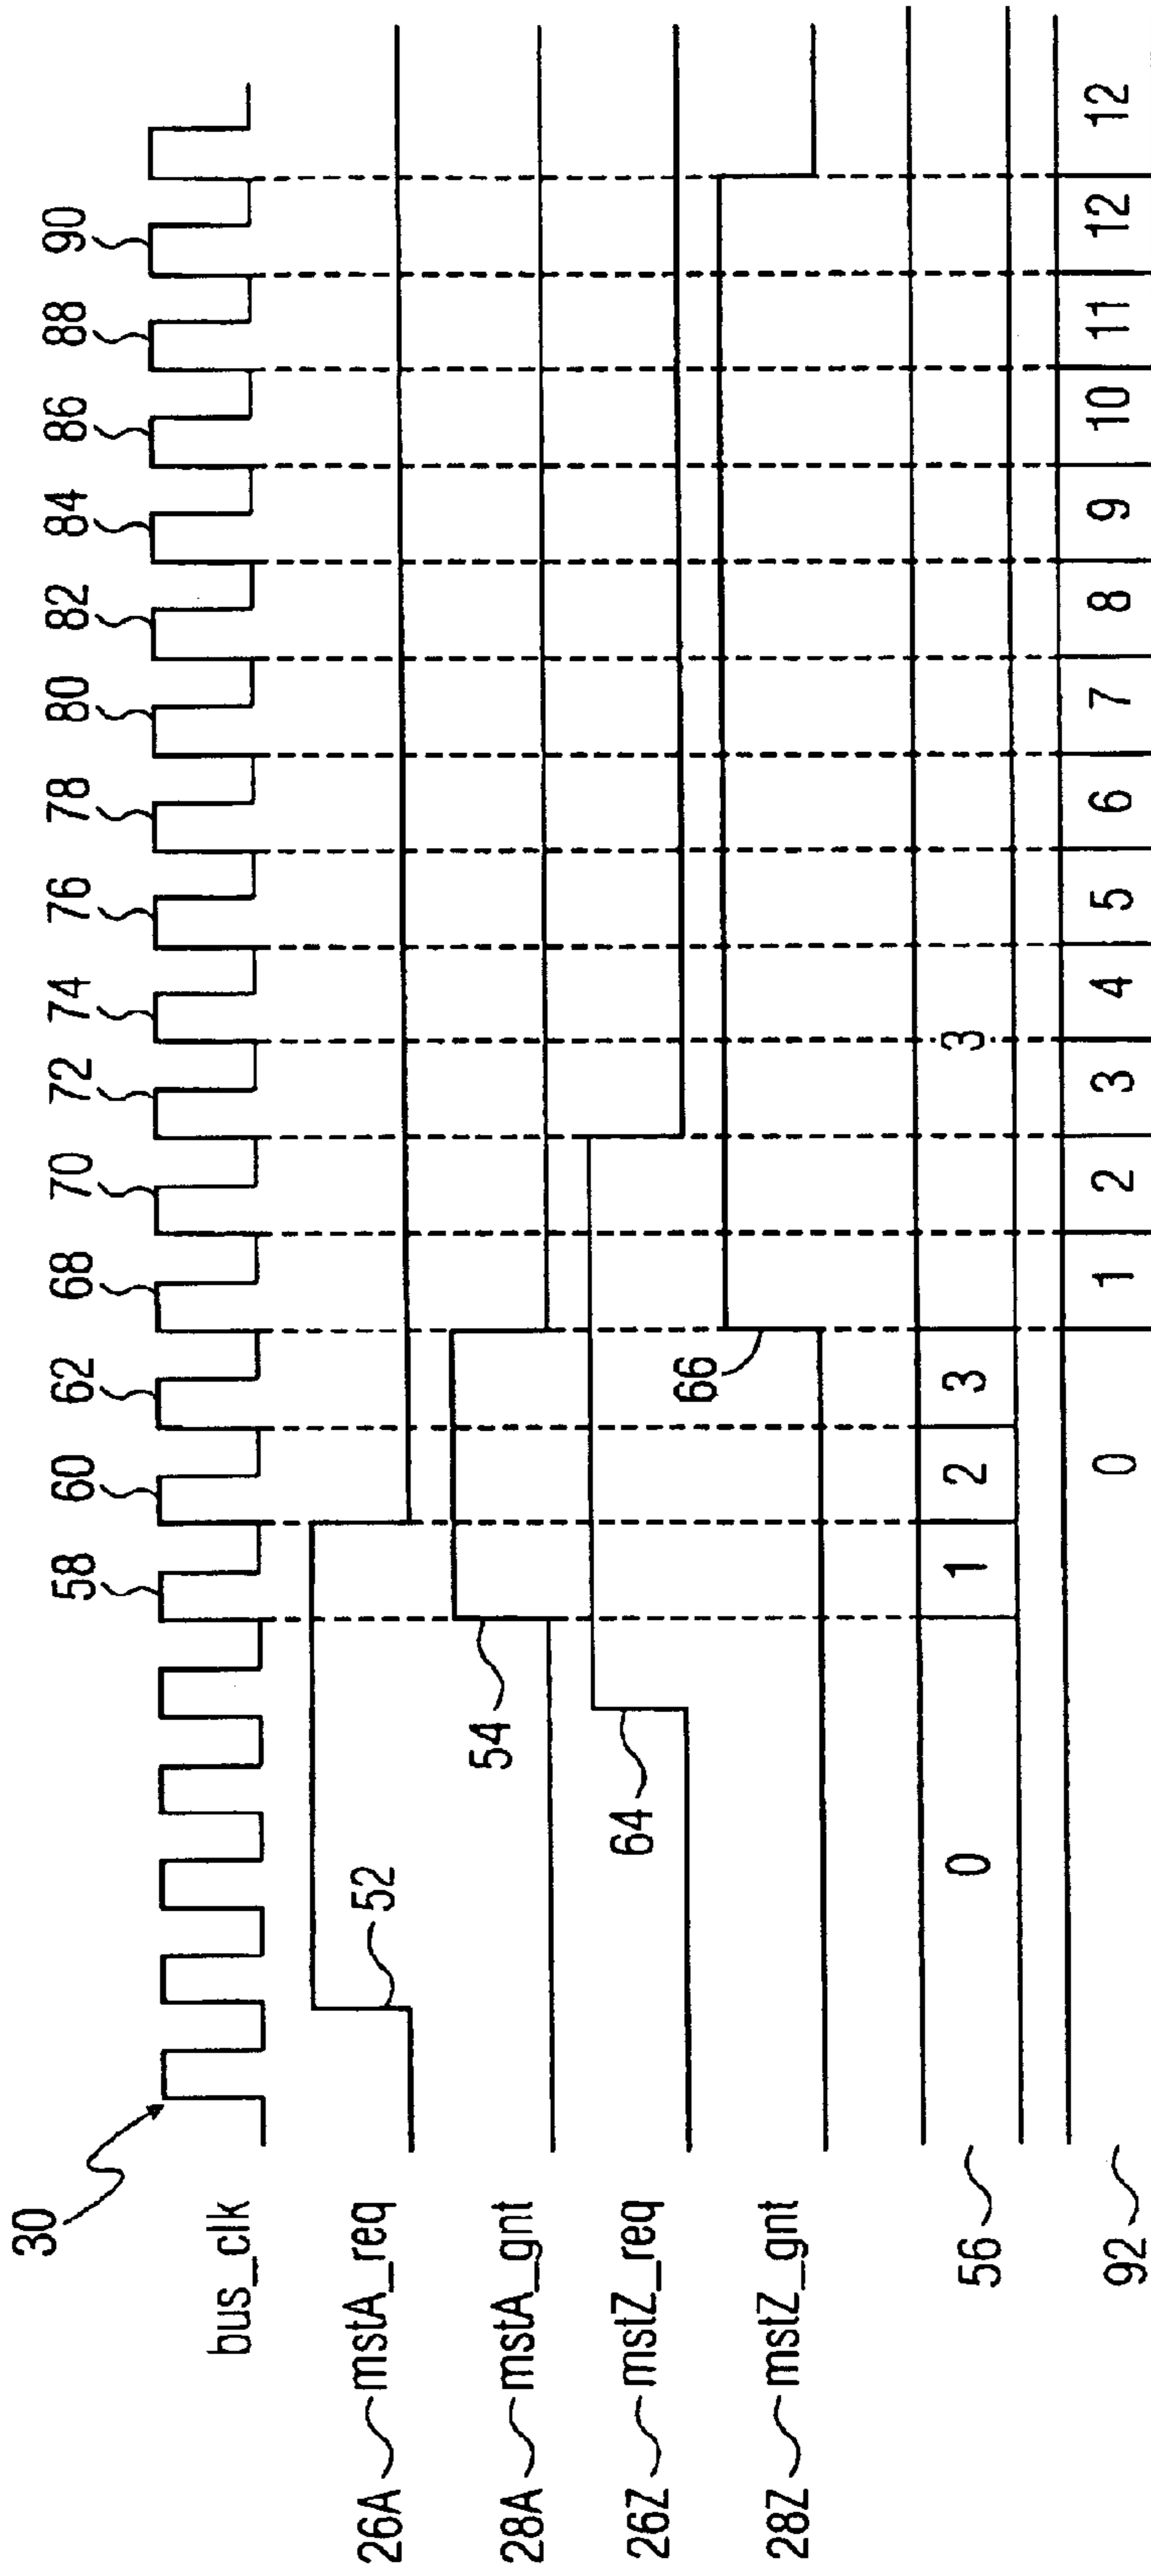 30
bus_clk
58 60 62 68 70 72 74 76 78 80 82 84 86 88 90
26A mstA_req
52
28A mstA_gnt
54
26Z mstZ_req
64
28Z mstZ_gnt
66
56
0 1 2 3 3
92
0 1 2 3 4 5 6 7 8 9 10 11 12 12